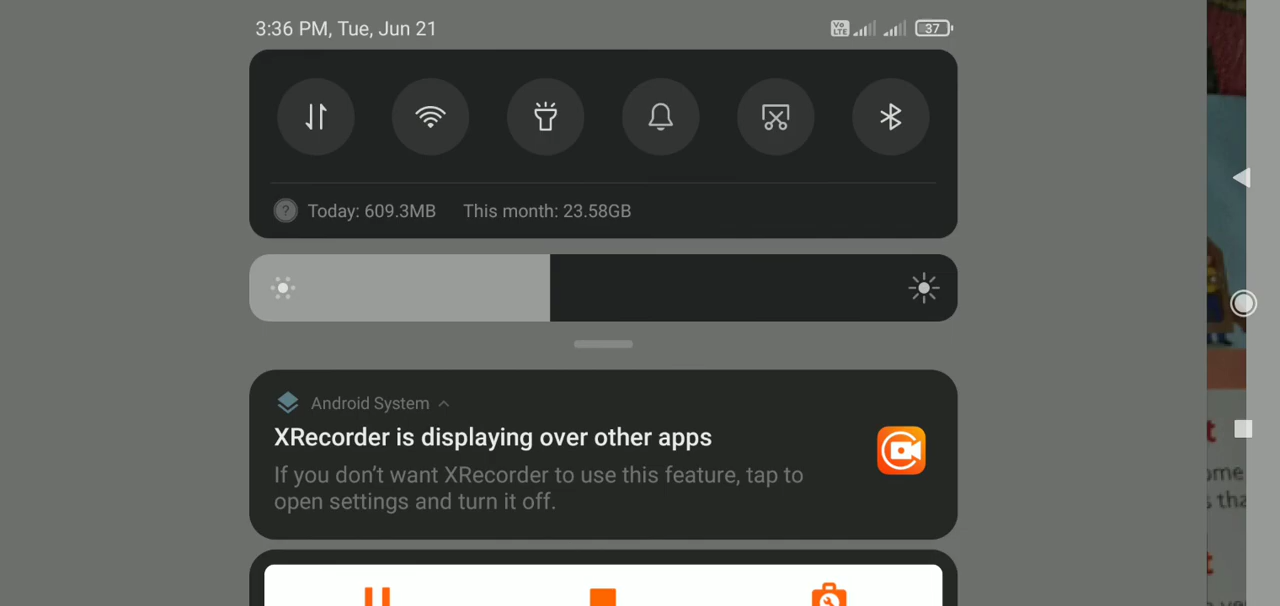 3:36 PM, Tue, Jun 21
Vo
LTE
37
? Today: 609.3MB This month: 23.58GB
Android System
XRecorder is displaying over other apps
If you don't want XRecorder to use this feature, tap to
open settings and turn it off.